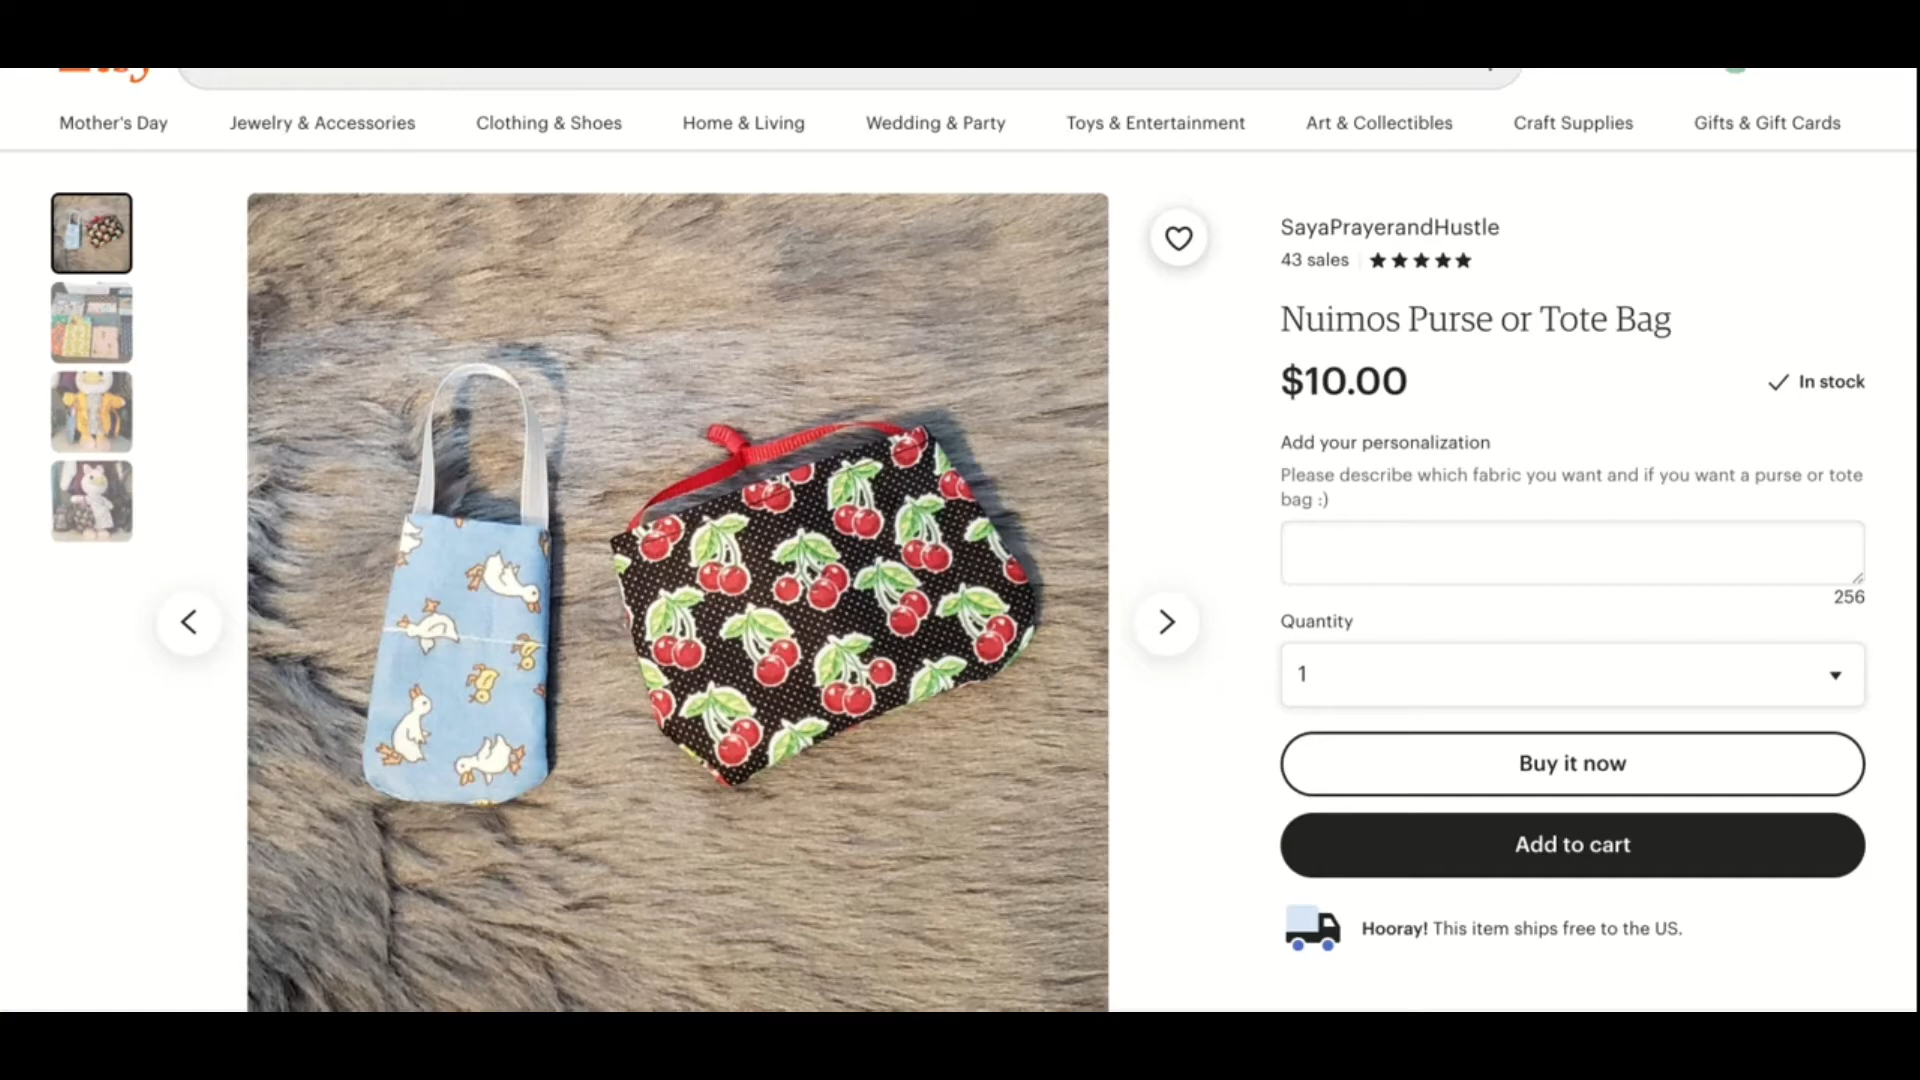 Etsy
Mother's Day
Jewelry & Accessories
Clothing & Shoes
Home & Living
Wedding & Party
Toys & Entertainment
Art & Collectibles
Craft Supplies
Gifts & Gift Cards
SayaPrayerandHustle
43 sales
Nuimos Purse or Tote Bag
$10.00
In stock
Add your personalization
Please describe which fabric you want and if you want a purse or tote
bag :)
256
Quantity
1
Buy it now
Add to cart
Hooray! This item ships free to the US.